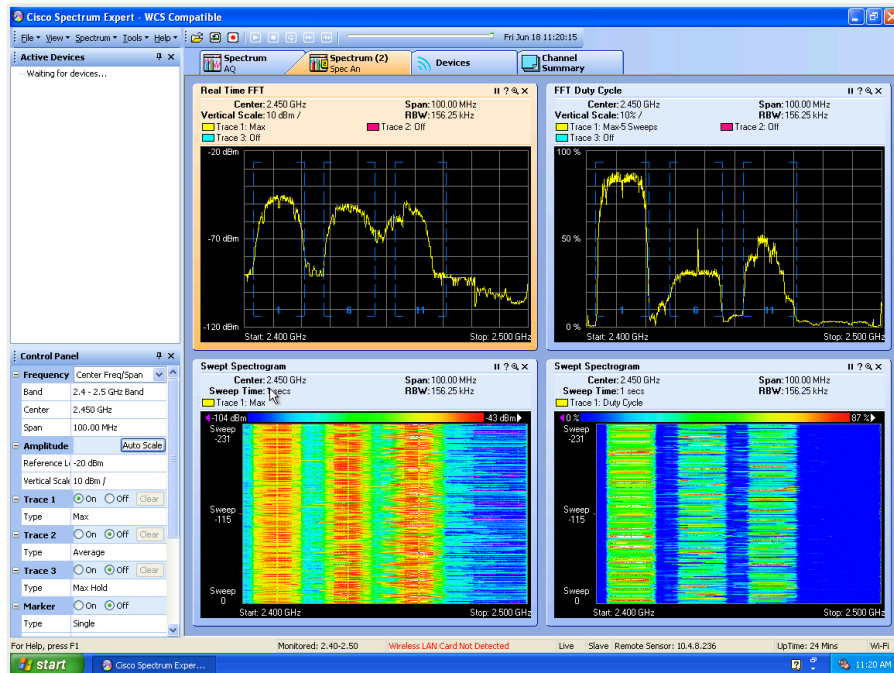 Cisco Spectrum Expert - WCS Compatible
File View Spectrum Tools Help
Fri Jun 18 11:20:15
Active Devices
Waiting for devices...
Spectrum AQ
Spectrum (2) Spec An
Devices
Channel Summary
Real Time FFT
Center: 2.450 GHz Span: 100.00 MHz
Vertical Scale: 10 dBm / RBW: 156.25 kHz
Trace 1: Max Trace 2: Off
Trace 3: Off
-20 dBm
-70 dBm
-120 dBm
1 6 11
Start: 2.400 GHz Stop: 2.500 GHz
FFT Duty Cycle
Center: 2.450 GHz Span: 100.00 MHz
Vertical Scale: 10% / RBW: 156.25 kHz
Trace 1: Max-5 Sweeps Trace 2: Off
Trace 3: Off
100 %
50 %
0 %
1 6 11
Start: 2.400 GHz Stop: 2.500 GHz
Control Panel
Frequency Center Freq/Span
Band 2.4 - 2.5 GHz Band
Center 2.450 GHz
Span 100.00 MHz
Amplitude Auto Scale
Reference L -20 dBm
Vertical Scale 10 dBm /
Trace 1 On Off Clear
Type Max
Trace 2 On Off Clear
Type Average
Trace 3 On Off Clear
Type Max Hold
Marker On Off
Type Single
Swept Spectrogram
Center: 2.450 GHz Span: 100.00 MHz
Sweep Time: 1 secs RBW: 156.25 kHz
Trace 1: Max
-104 dBm -43 dBm
Sweep
-231
Sweep
-115
Sweep
0
Start: 2.400 GHz Stop: 2.500 GHz
Swept Spectrogram
Center: 2.450 GHz Span: 100.00 MHz
Sweep Time: 1 secs RBW: 156.25 kHz
Trace 1: Duty Cycle
0 % 87 %
Sweep
-231
Sweep
-115
Sweep
0
Start: 2.400 GHz Stop: 2.500 GHz
For Help, press F1 Monitored: 2.40-2.50 Wireless LAN Card Not Detected Live Slave Remote Sensor: 10.4.8.236 UpTime: 24 Mins Wi-Fi
start Cisco Spectrum Exper... 11:20 AM